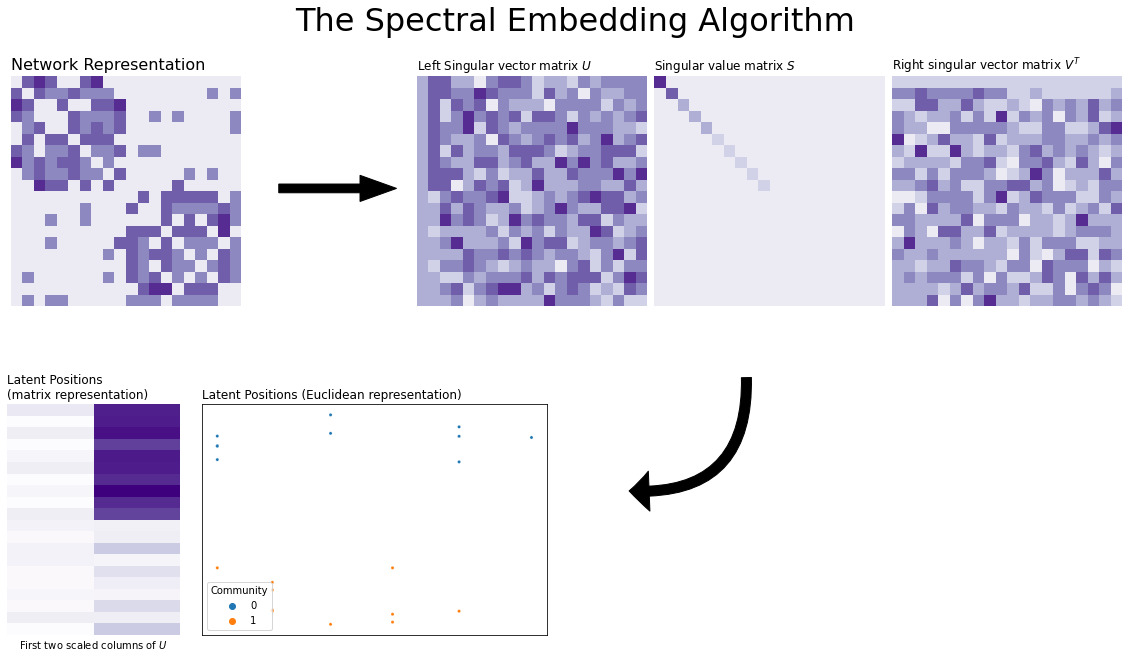 The Spectral Embedding Algorithm
Network Representation
Left Singular vector matrix U
Singular value matrix S
Right singular vector matrix V^T
Latent Positions
(matrix representation)
Latent Positions (Euclidean representation)
Community
0
1
First two scaled columns of U